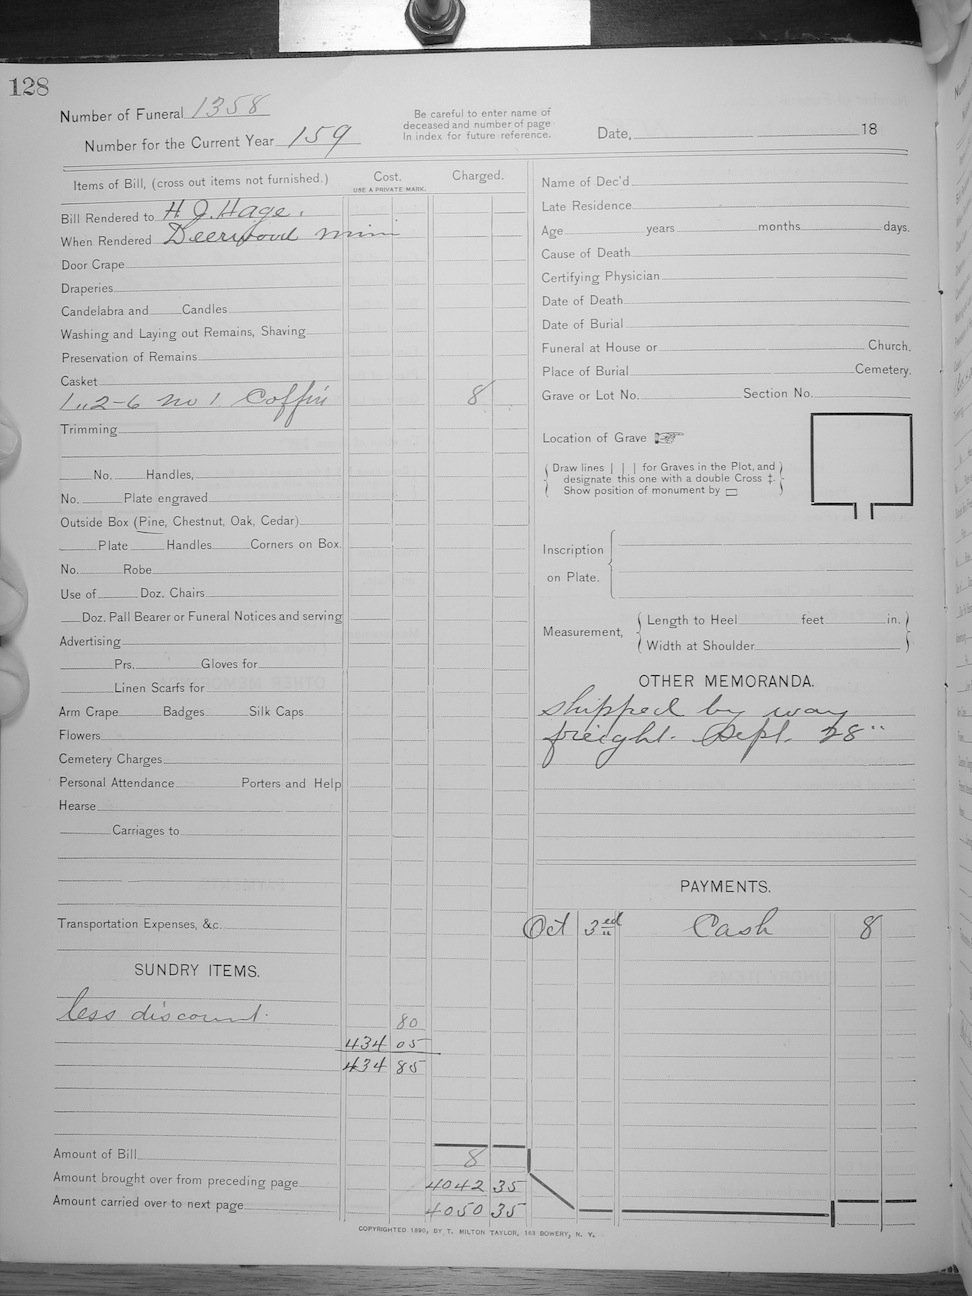 128
Number of Funeral 1358
Number for the Current Year 159
Be careful to enter name of
deceased and number of page
In index for future reference.
Date, 18
Items of Bill, (cross out items not furnished.)
Cost.
USE A PRIVATE MARK.
Charged.
Bill Rendered to H. J. Hage.
When Rendered Deerwood Minn
Door Crape
Draperies
Candelabra and Candles
Washing and Laying out Remains, Shaving
Preservation of Remains
Casket
1,, 2-6 no 1 Coffin 8
Trimming
No. Handles,
No. Plate engraved
Outside Box (Pine, Chestnut, Oak, Cedar)
Plate Handles Corners on Box.
No. Robe
Use of Doz. Chairs
Doz. Pall Bearer or Funeral Notices and serving
Advertising
Prs. Gloves for
Linen Scarfs for
Arm Crape Badges Silk Caps
Flowers
Cemetery Charges
Personal Attendance Porters and Help
Hearse
Carriages to
Transportation Expenses, &c.
SUNDRY ITEMS.
less discount. 80
434 05
434 85
Amount of Bill 8
Amount brought over from preceding page 4042 35
Amount carried over to next page 4050 35
Name of Dec'd
Late Residence
Age years months days.
Cause of Death
Certifying Physician
Date of Death
Date of Burial
Funeral at House or Church.
Place of Burial Cemetery.
Grave or Lot No. Section No.
Location of Grave
Draw lines | | | for Graves in the Plot, and
designate this one with a double Cross ‡.
Show position of monument by ▭
Inscription
on Plate.
Measurement,
Length to Heel feet in.
Width at Shoulder
OTHER MEMORANDA.
shipped by way
freight. Sept. 28"
PAYMENTS.
Oct 3rd Cash 8
COPYRIGHTED 1890, BY T. MILTON TAYLOR, 163 BOWERY, N. Y.